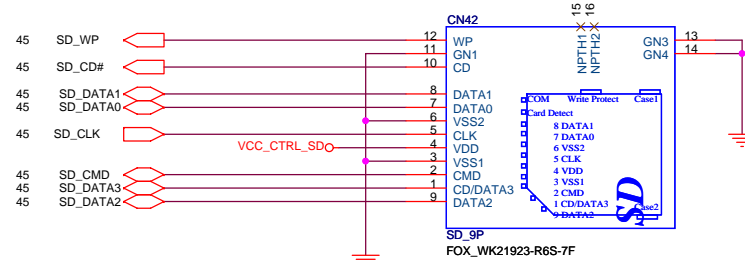 CN42
15
16
NPTH1
NPTH2
45 SD_WP 12 WP
11 GN1
45 SD_CD# 10 CD
GN3 13
GN4 14
45 SD_DATA1 8 DATA1
45 SD_DATA0 7 DATA0
6 VSS2
45 SD_CLK 5 CLK
VCC_CTRL_SD 4 VDD
3 VSS1
45 SD_CMD 2 CMD
45 SD_DATA3 1 CD/DATA3
45 SD_DATA2 9 DATA2
COM Write Protect Case1
Card Detect
8 DATA1
7 DATA0
6 VSS2
5 CLK
4 VDD
3 VSS1
2 CMD
1 CD/DATA3
9 DATA2
SD
Case2
SD_9P
FOX_WK21923-R6S-7F